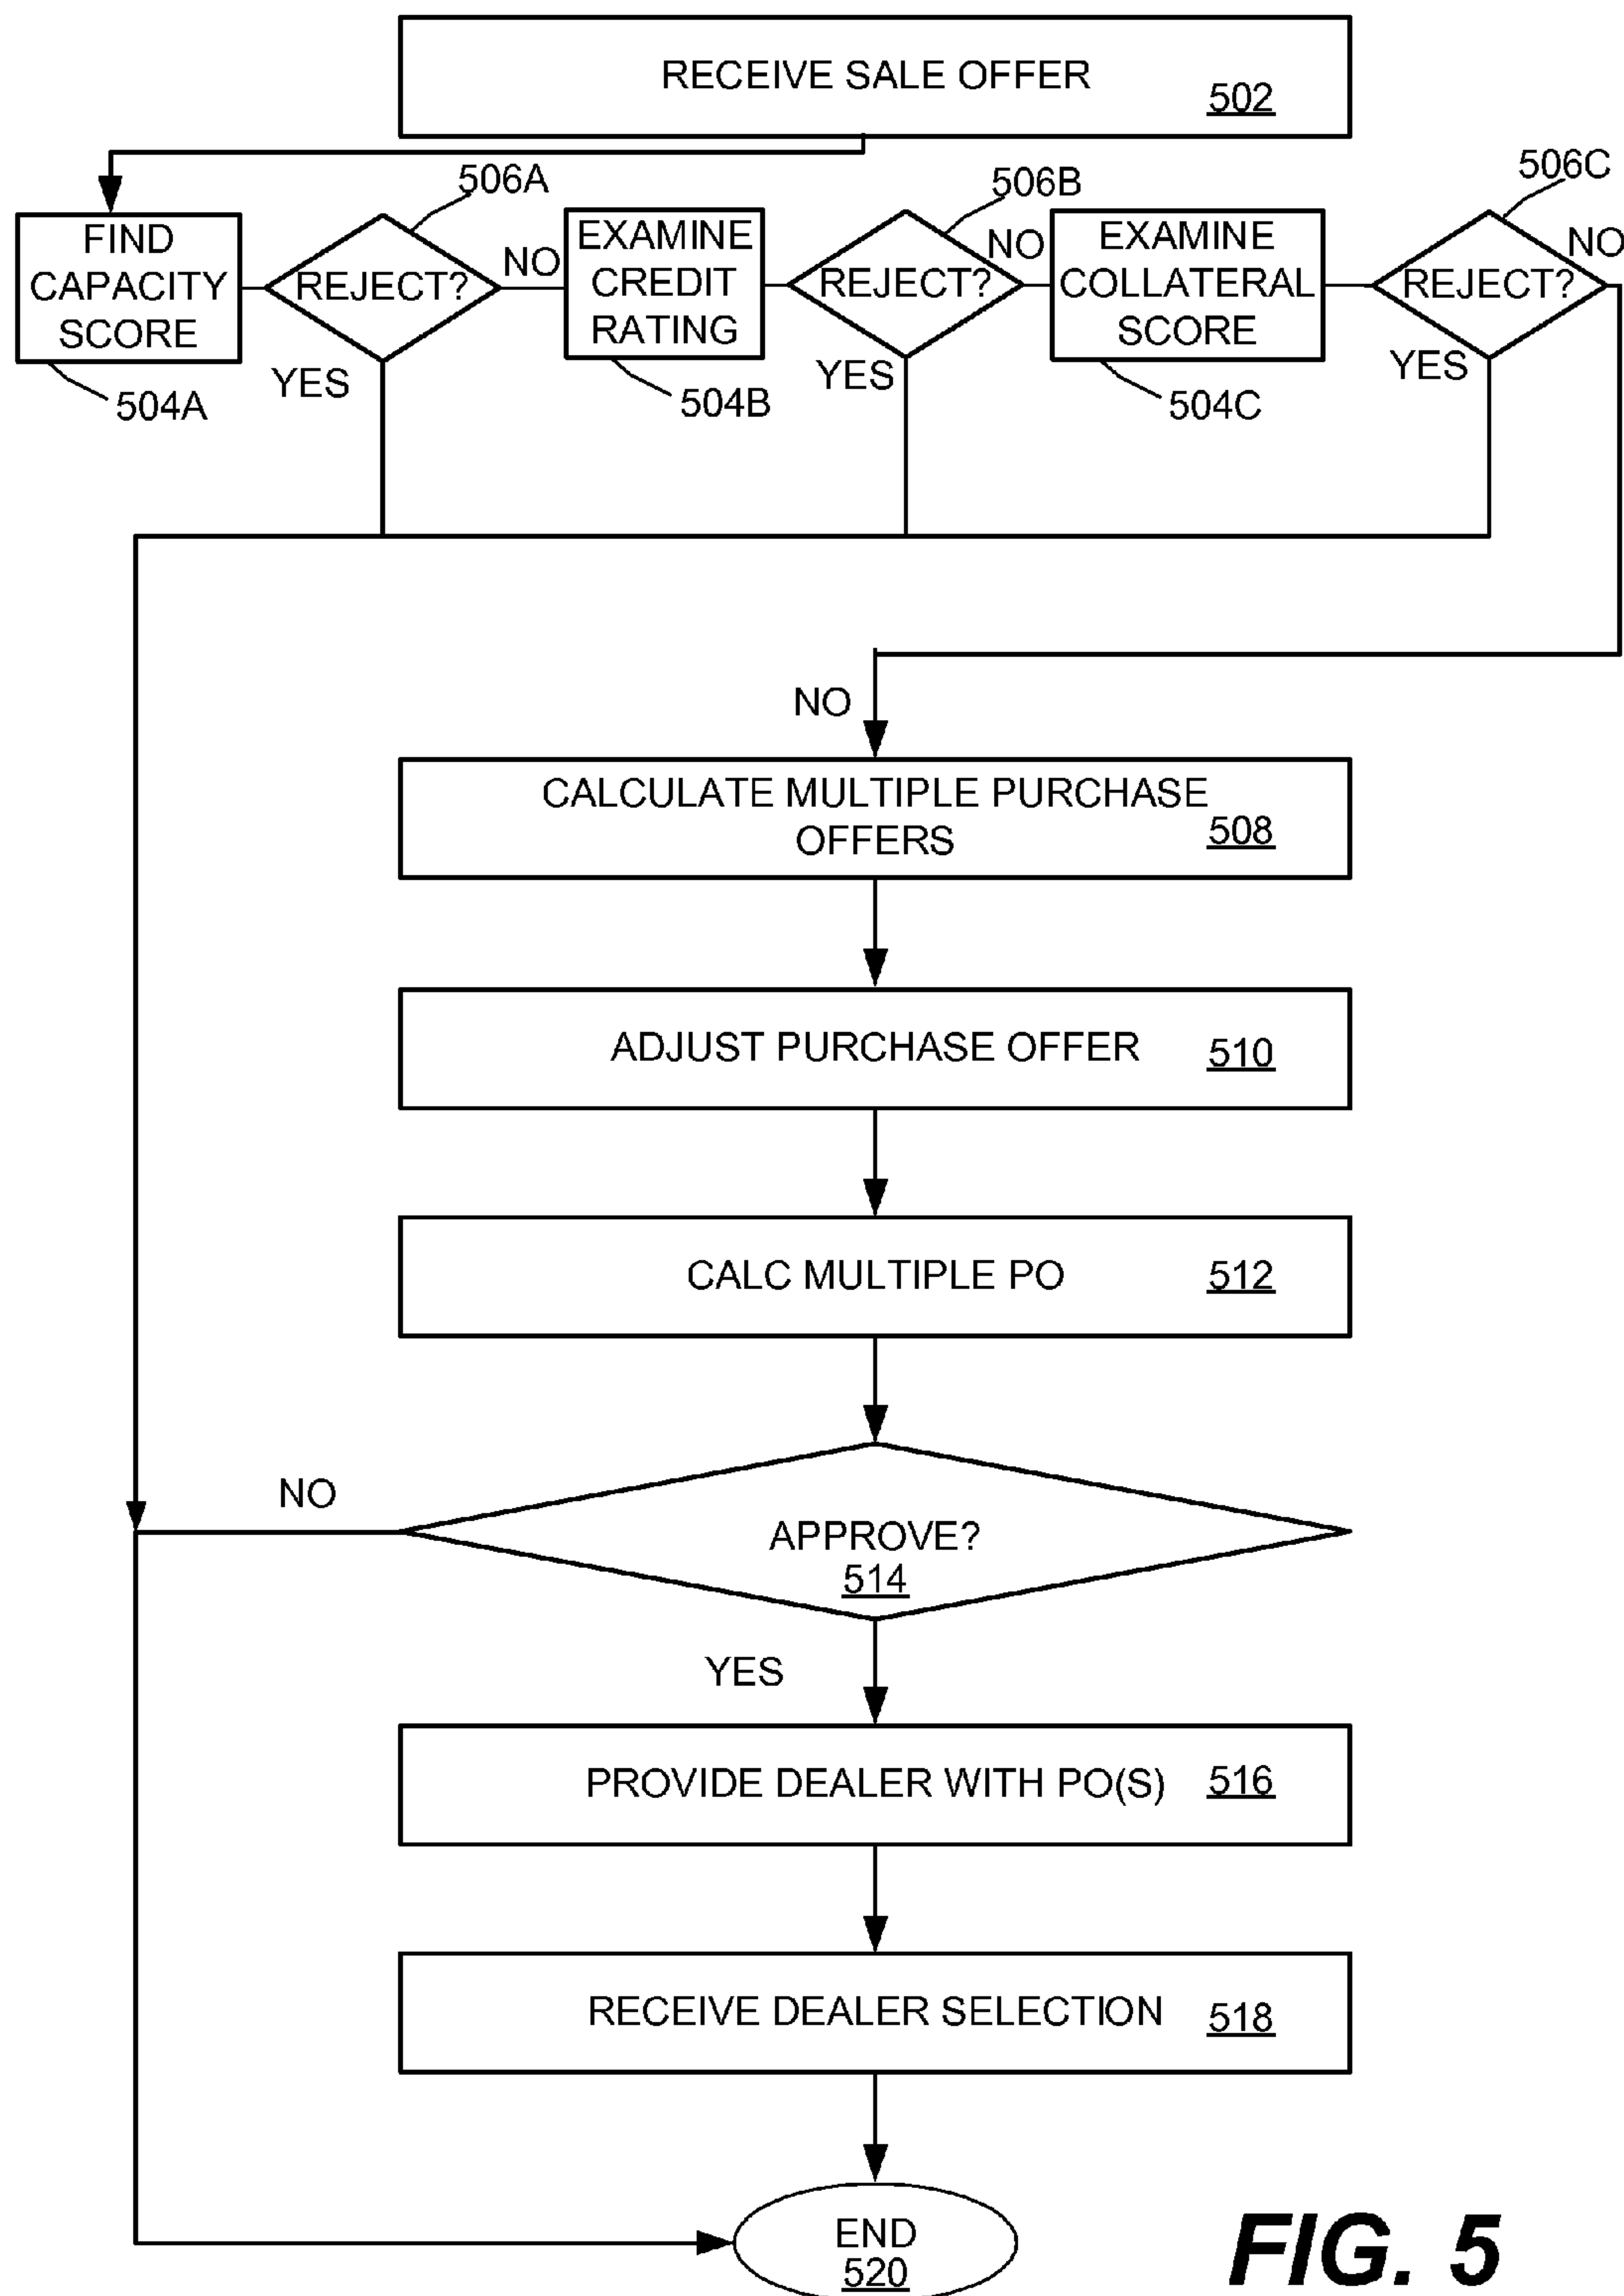 RECEIVE SALE OFFER
502
506A
506B
506C
FIND
CAPACITY
SCORE
REJECT?
NO
EXAMINE
CREDIT
RATING
REJECT?
NO
EXAMINE
COLLATERAL
SCORE
REJECT?
NO
504A
YES
504B
YES
504C
YES
NO
CALCULATE MULTIPLE PURCHASE
OFFERS
508
ADJUST PURCHASE OFFER
510
CALC MULTIPLE PO
512
NO
APPROVE?
514
YES
PROVIDE DEALER WITH PO(S)
516
RECEIVE DEALER SELECTION
518
END
520
FIG. 5